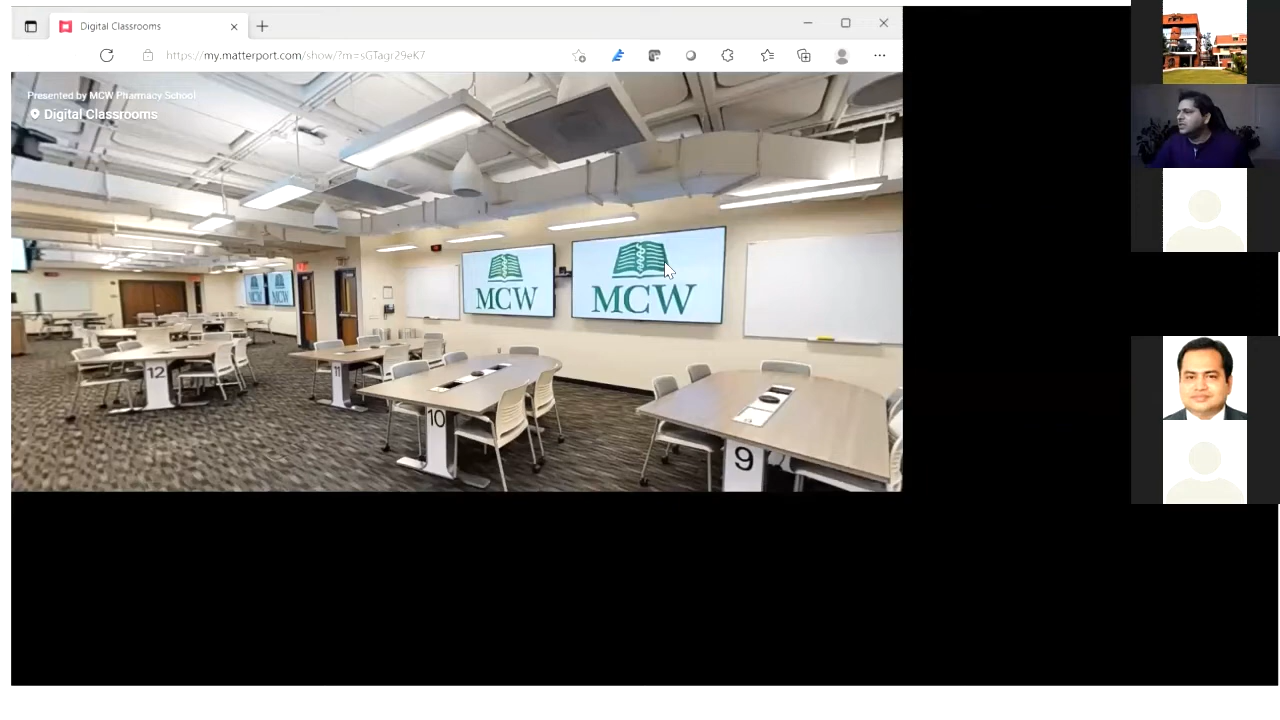 Digital Classrooms
https://my.matterport.com/show/?m=sGTagr29eK7
Presented by MCW Pharmacy School
Digital Classrooms
MCW
MCW
MCW
MCW
12
11
10
9